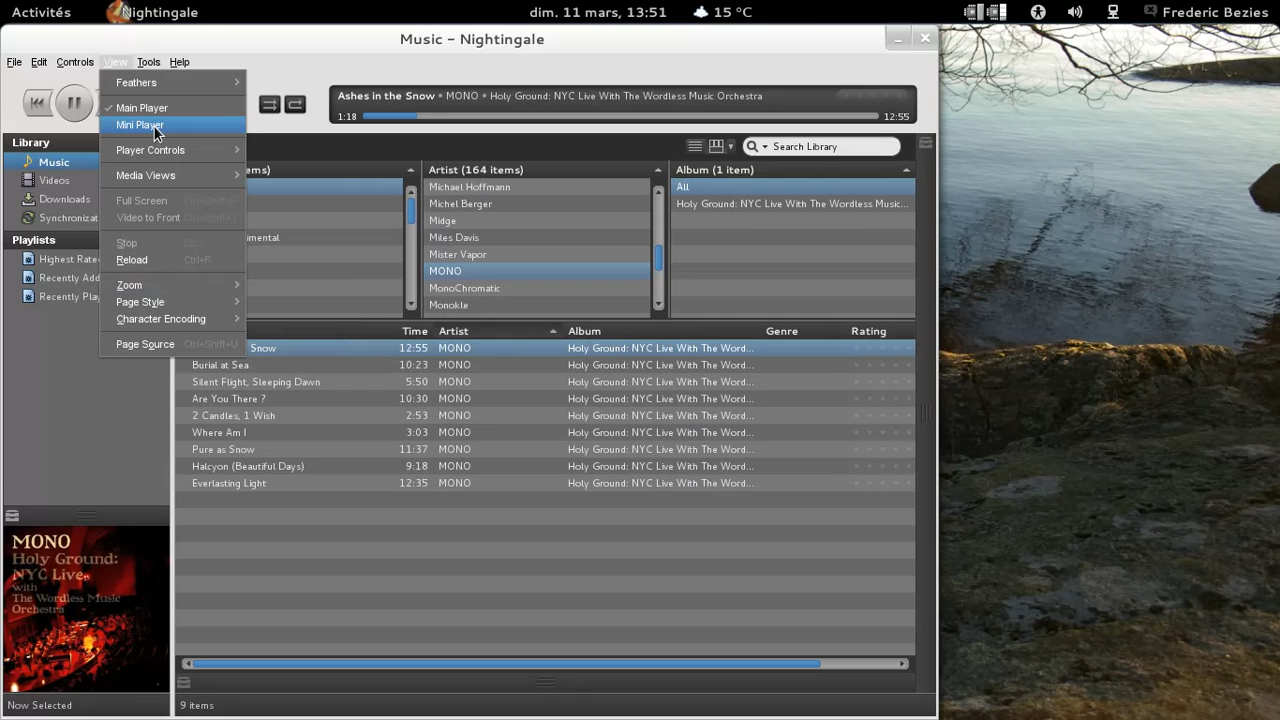 Activités
Nightingale
dim. 11 mars, 13:51
15 °C
Frederic Bezies
Music – Nightingale
File Edit Controls View Tools Help
Feathers
Main Player
Mini Player
Player Controls
Media Views
Full Screen Ctrl+Shift+F
Video to Front Ctrl+Shift+T
Stop Esc
Reload Ctrl+R
Zoom
Page Style
Character Encoding
Page Source Ctrl+Shift+U
Ashes in the Snow • MONO • Holy Ground: NYC Live With The Wordless Music Orchestra
1:18 12:55
Search Library
Library
Music
Videos
Downloads
Synchronizat
Playlists
Highest Rate
Recently Add
Recently Pla
ems)
imental
Artist (164 items)
Michael Hoffmann
Michel Berger
Midge
Miles Davis
Mister Vapor
MONO
MonoChromatic
Monokle
Album (1 item)
All
Holy Ground: NYC Live With The Wordless Music...
Time Artist Album Genre Rating
Snow 12:55 MONO Holy Ground: NYC Live With The Word...
Burial at Sea 10:23 MONO Holy Ground: NYC Live With The Word...
Silent Flight, Sleeping Dawn 5:50 MONO Holy Ground: NYC Live With The Word...
Are You There ? 10:30 MONO Holy Ground: NYC Live With The Word...
2 Candles, 1 Wish 2:53 MONO Holy Ground: NYC Live With The Word...
Where Am I 3:03 MONO Holy Ground: NYC Live With The Word...
Pure as Snow 11:37 MONO Holy Ground: NYC Live With The Word...
Halcyon (Beautiful Days) 9:18 MONO Holy Ground: NYC Live With The Word...
Everlasting Light 12:35 MONO Holy Ground: NYC Live With The Word...
MONO
Holy Ground:
NYC Live
with
The Wordless Music
Orchestra
Now Selected
9 items